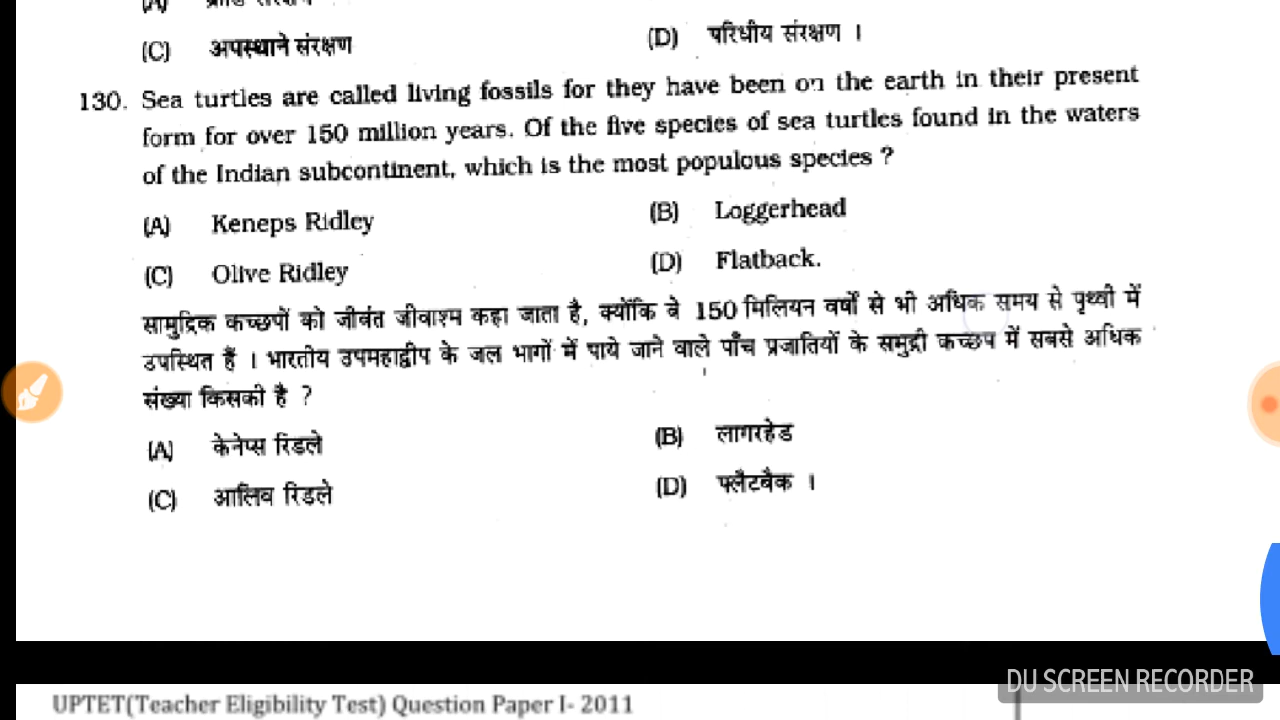 (C) अपस्थाने संरक्षण (D) परिधीय संरक्षण ।
130. Sea turtles are called living fossils for they have been on the earth in their present
form for over 150 million years. Of the five species of sea turtles found in the waters
of the Indian subcontinent, which is the most populous species ?
(A) Keneps Ridley (B) Loggerhead
(C) Olive Ridley (D) Flatback.
सामुद्रिक कच्छपों को जीवंत जीवाश्म कहा जाता है, क्योंकि वे 150 मिलियन वर्षों से भी अधिक समय से पृथ्वी में
उपस्थित हैं । भारतीय उपमहाद्वीप के जल भागों में पाये जाने वाले पाँच प्रजातियों के समुद्री कच्छप में सबसे अधिक
संख्या किसकी है ?
(A) केनेप्स रिडले (B) लागरहेड
(C) आलिव रिडले (D) फ्लैटबैक ।
DU SCREEN RECORDER
UPTET(Teacher Eligibility Test) Question Paper I- 2011